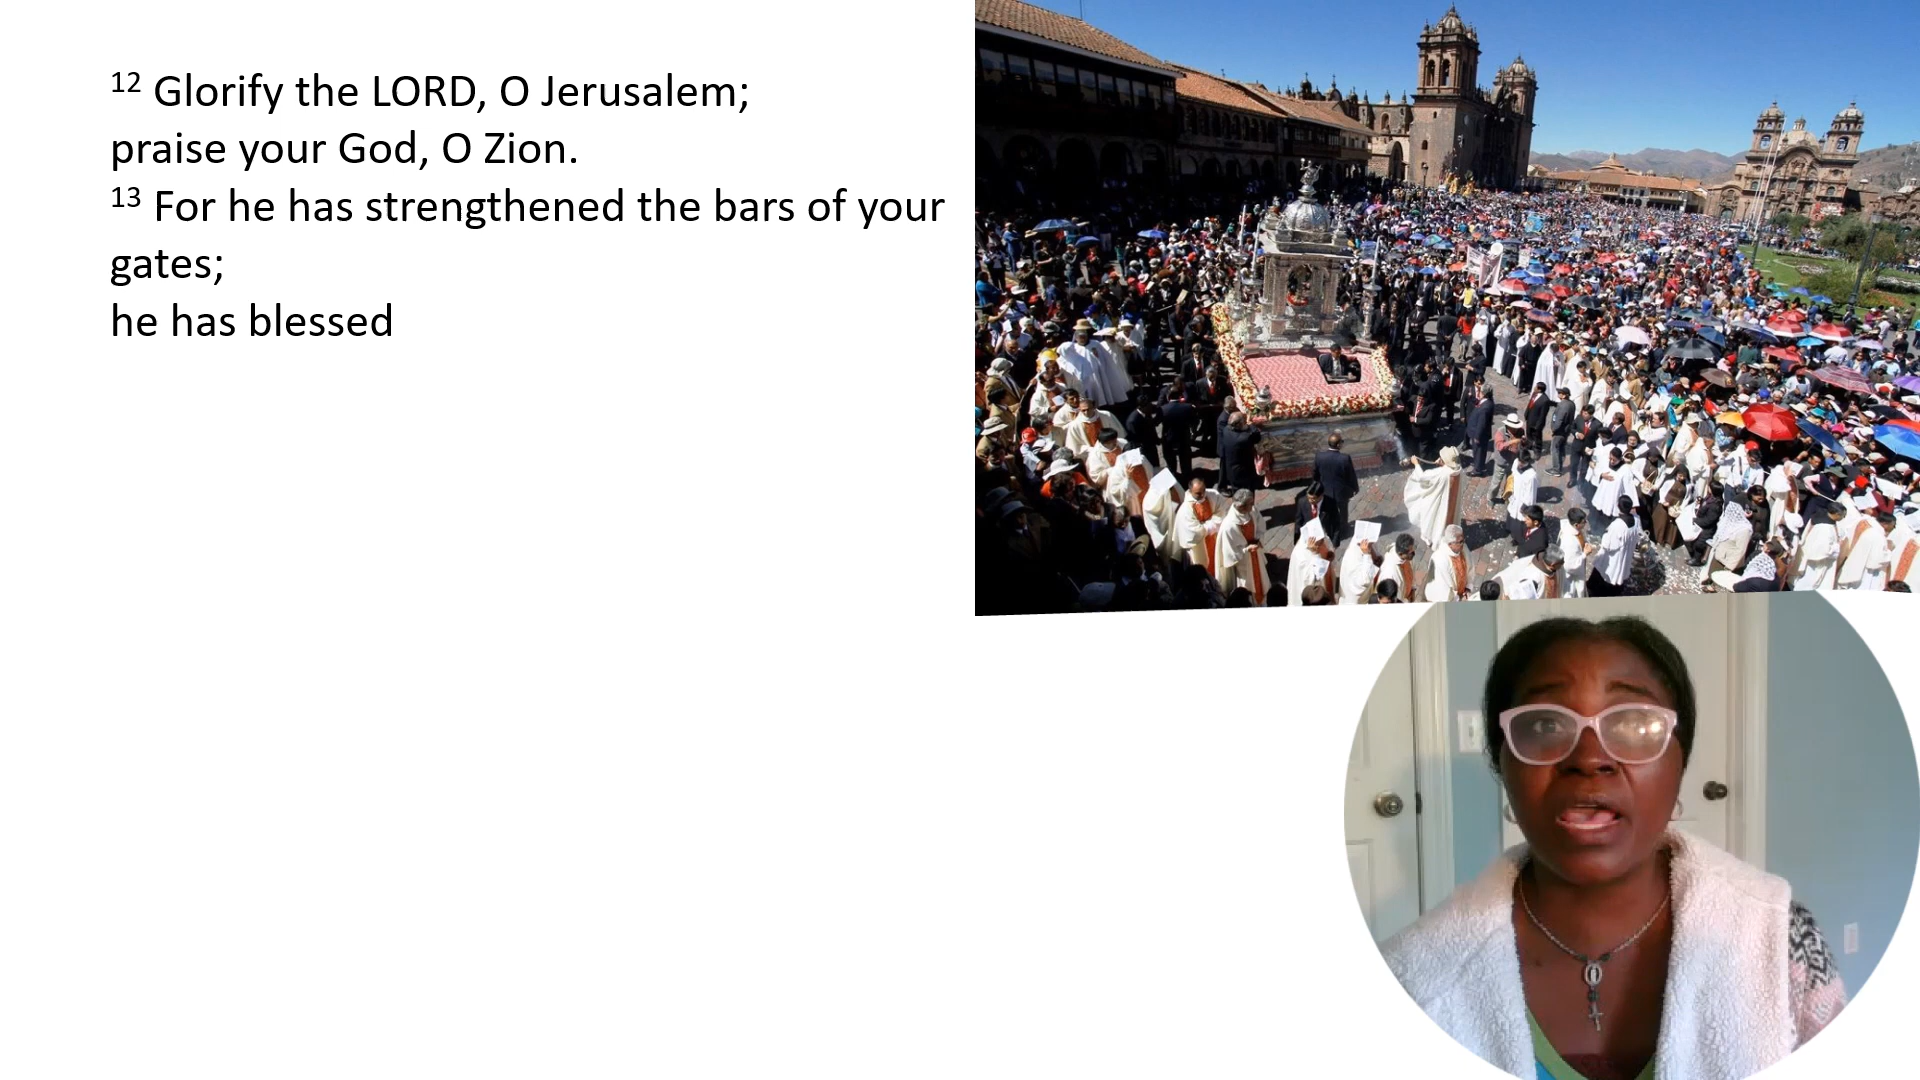 12 Glorify the LORD, O Jerusalem;
praise your God, O Zion.
13 For he has strengthened the bars of your
gates;
he has blessed